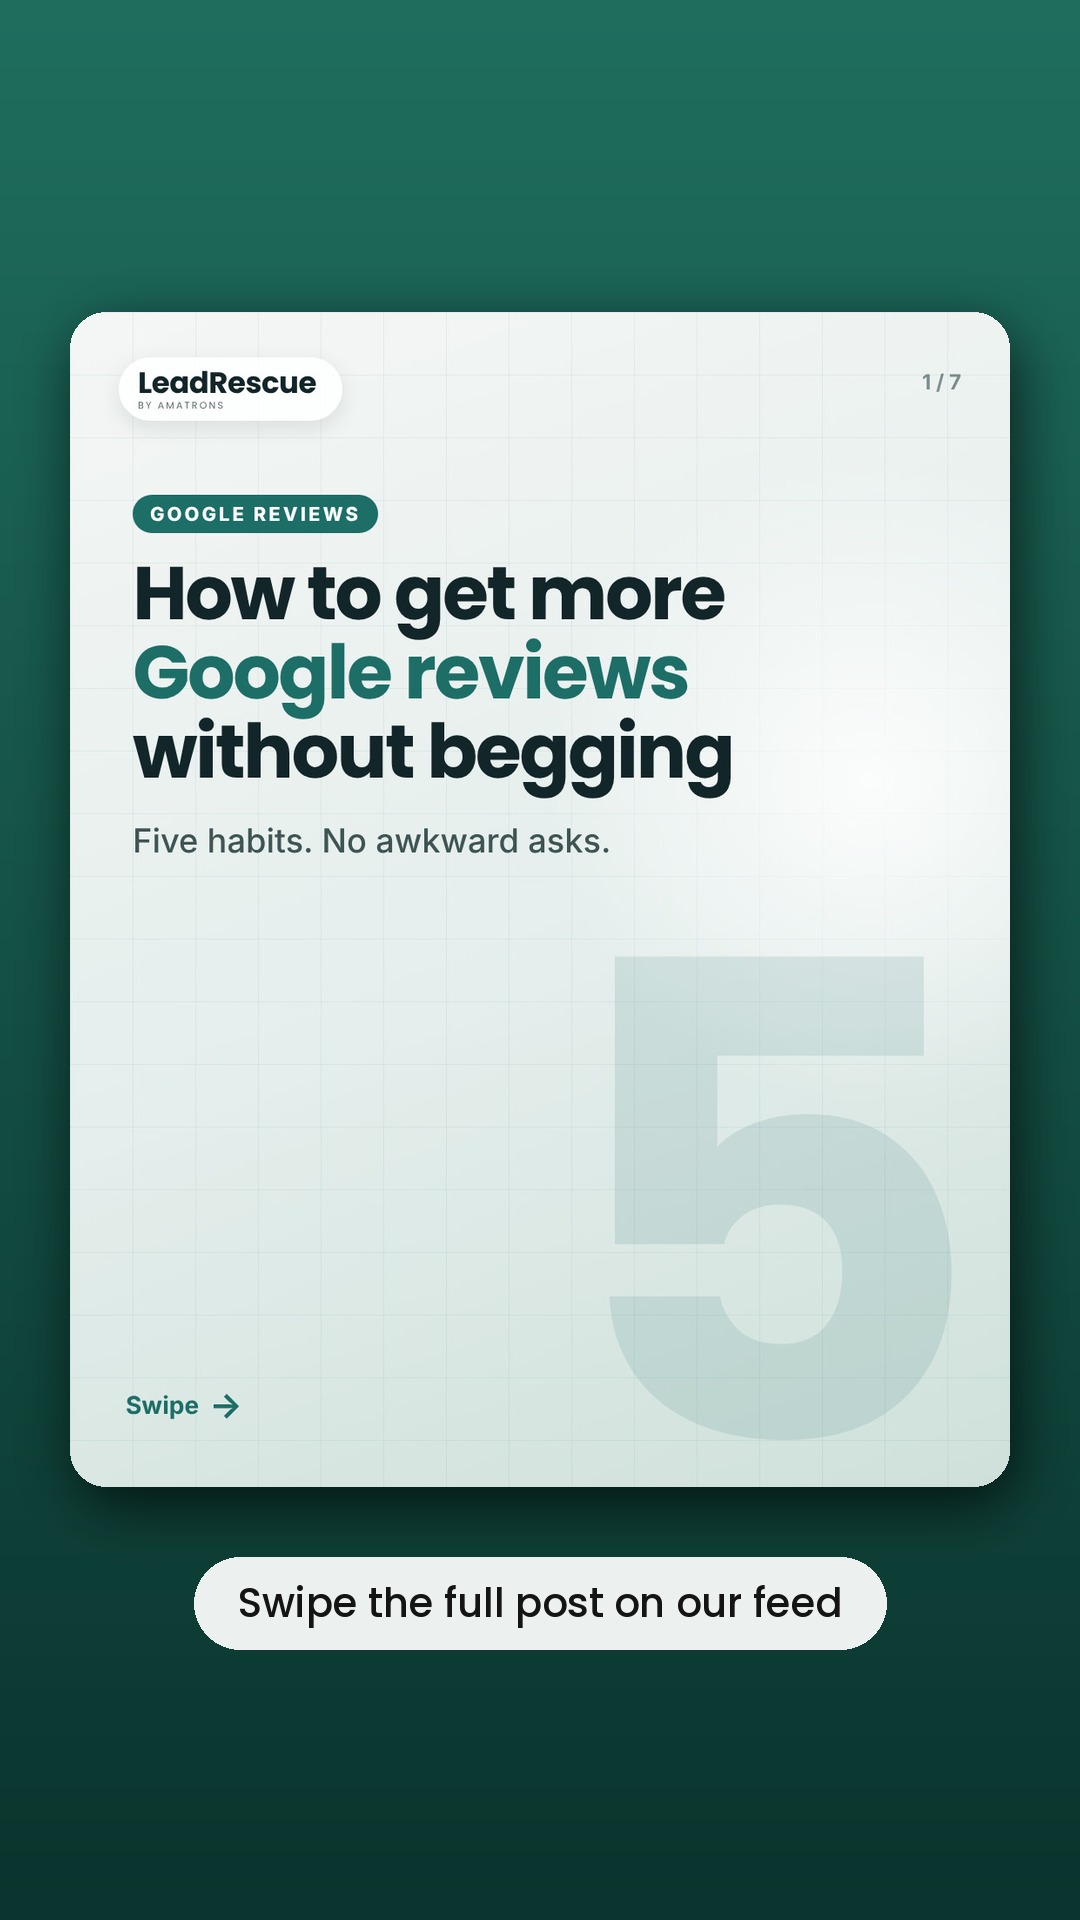 LeadRescue
BY AMATRONS
1 / 7
GOOGLE REVIEWS
How to get more
Google reviews
without begging
Five habits. No awkward asks.
5
Swipe →
Swipe the full post on our feed